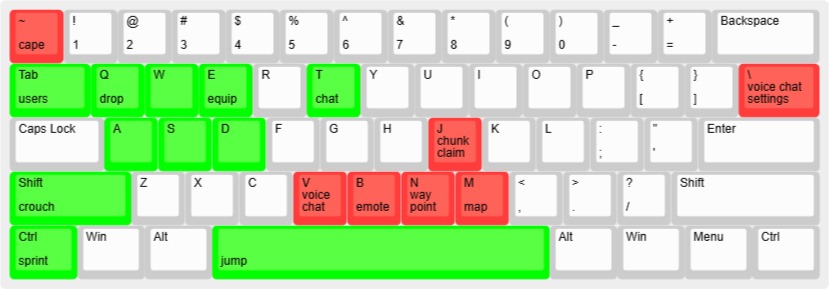 ~ ! @ # $ % ^ & * ( ) _ + Backspace
cape 1 2 3 4 5 6 7 8 9 0 - =
Tab Q W E R T Y U I O P { } \
users drop equip chat [ ] voice chat settings
Caps Lock A S D F G H J K L : " Enter
chunk claim ; '
Shift Z X C V B N M < > ? Shift
crouch voice chat emote way point map , . /
Ctrl Win Alt Alt Win Menu Ctrl
sprint jump